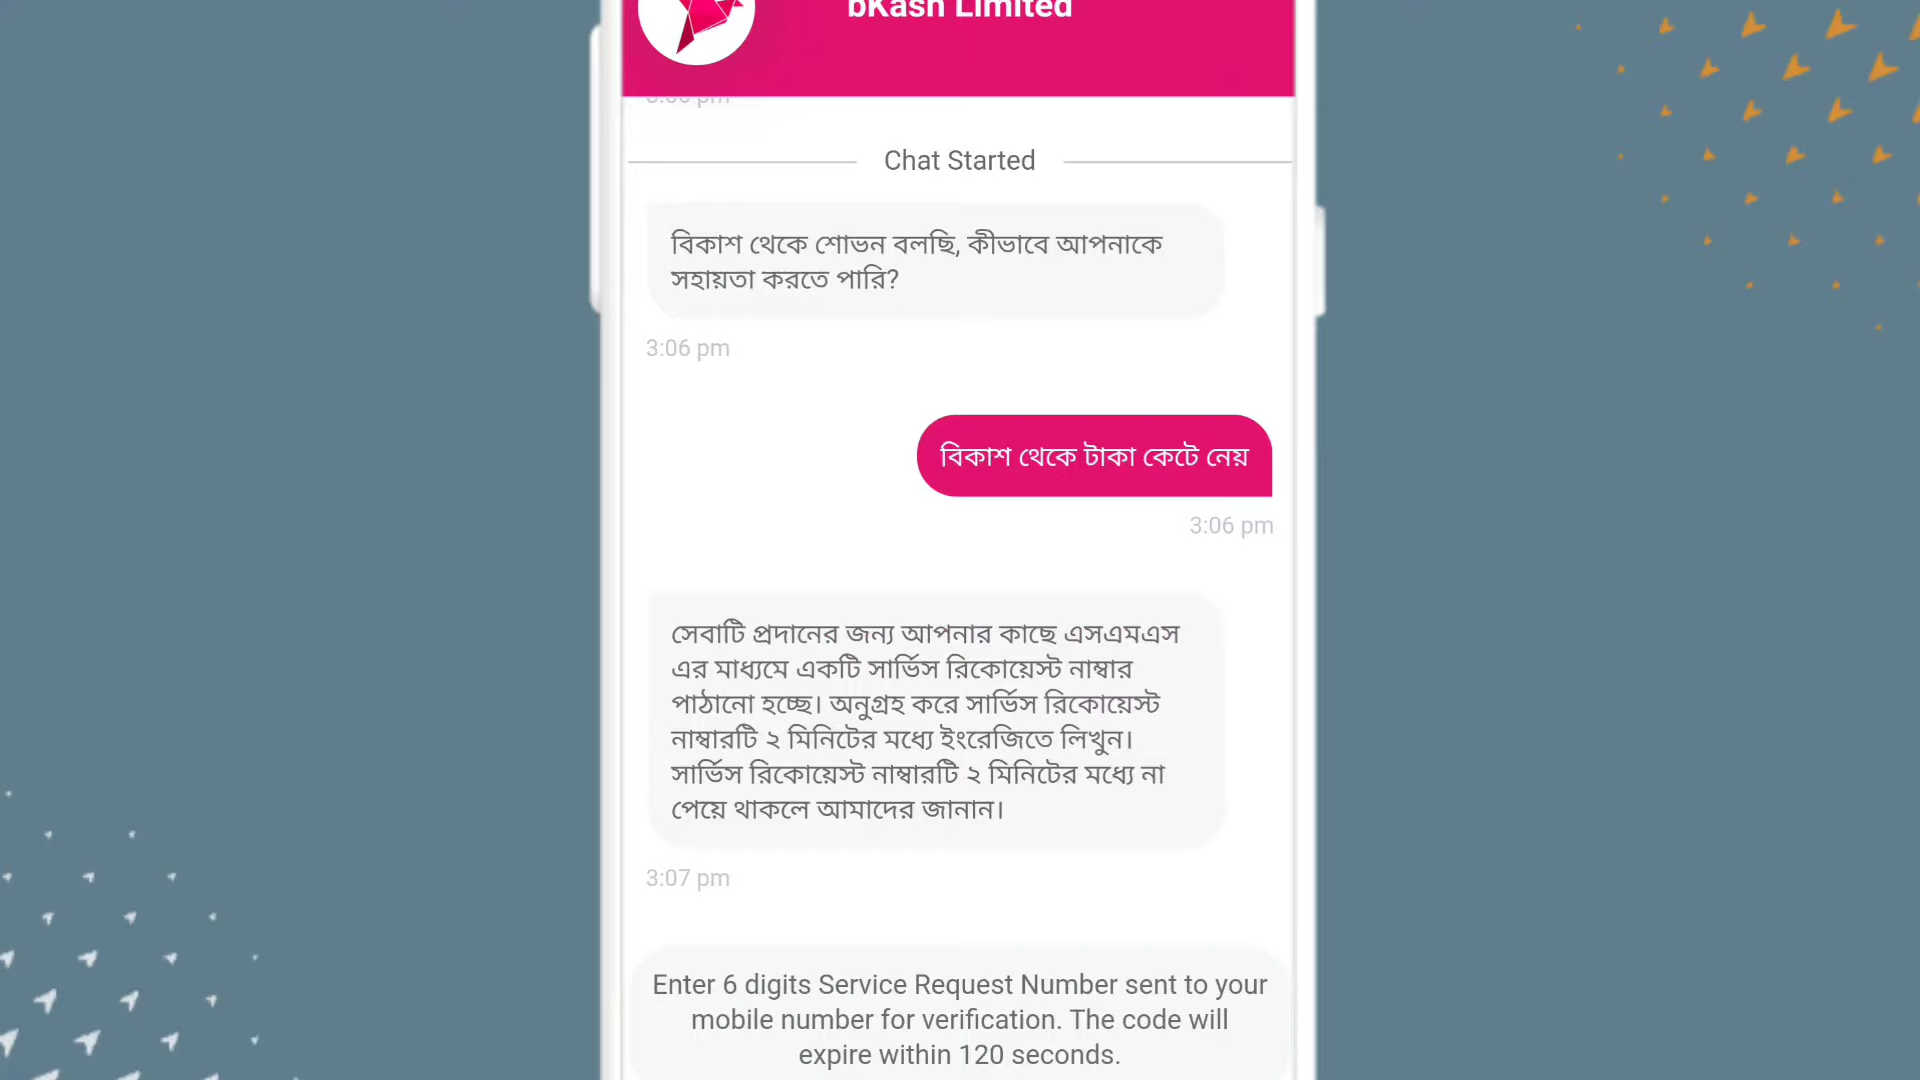 bKash Limited
Chat Started
বিকাশ থেকে শোভন বলছি, কীভাবে আপনাকে
সহায়তা করতে পারি?
3:06 pm
বিকাশ থেকে টাকা কেটে নেয়
3:06 pm
সেবাটি প্রদানের জন্য আপনার কাছে এসএমএস
এর মাধ্যমে একটি সার্ভিস রিকোয়েস্ট নাম্বার
পাঠানো হচ্ছে। অনুগ্রহ করে সার্ভিস রিকোয়েস্ট
নাম্বারটি ২ মিনিটের মধ্যে ইংরেজিতে লিখুন।
সার্ভিস রিকোয়েস্ট নাম্বারটি ২ মিনিটের মধ্যে না
পেয়ে থাকলে আমাদের জানান।
3:07 pm
Enter 6 digits Service Request Number sent to your
mobile number for verification. The code will
expire within 120 seconds.